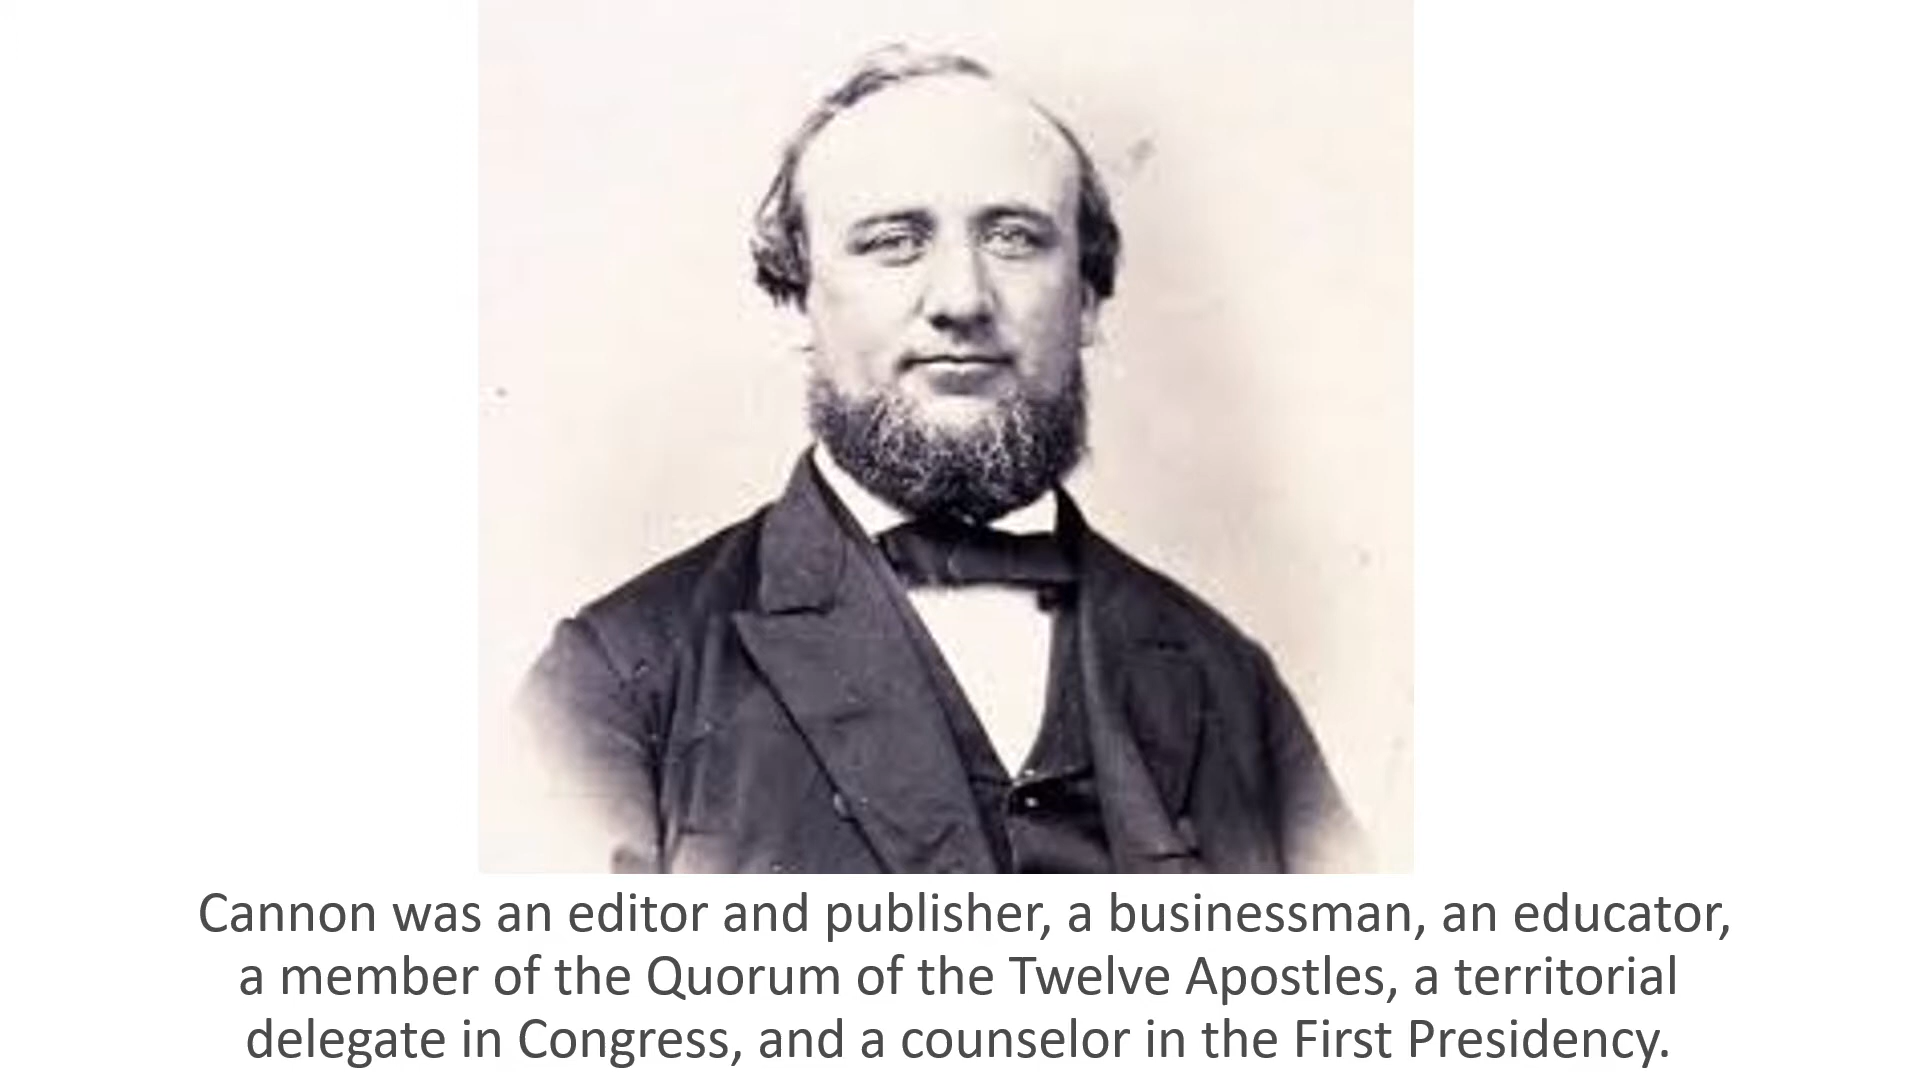 Cannon was an editor and publisher, a businessman, an educator,
a member of the Quorum of the Twelve Apostles, a territorial
delegate in Congress, and a counselor in the First Presidency.